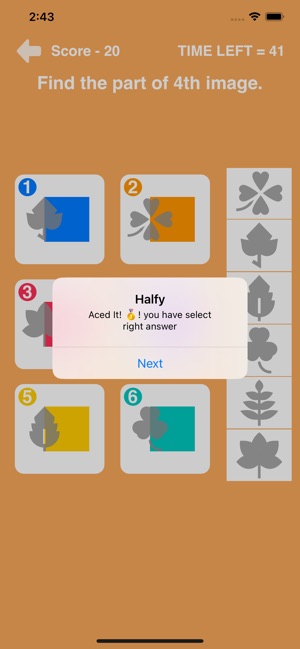 2:43
Score - 20
TIME LEFT = 41
Find the part of 4th image.
1
2
3
Halfy
Aced It! 🥇! you have select
right answer
Next
5
6